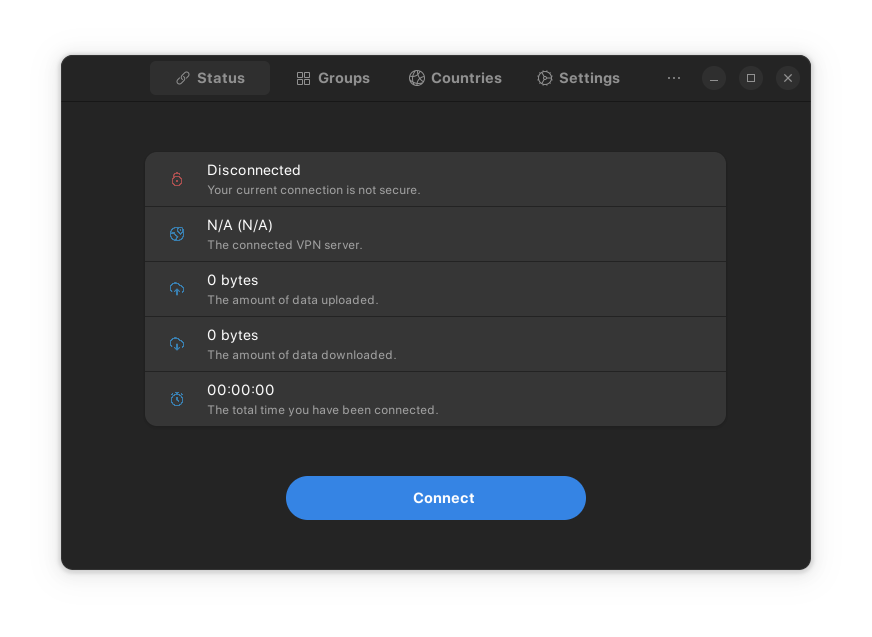 Status Groups Countries Settings
Disconnected
Your current connection is not secure.
N/A (N/A)
The connected VPN server.
0 bytes
The amount of data uploaded.
0 bytes
The amount of data downloaded.
00:00:00
The total time you have been connected.
Connect